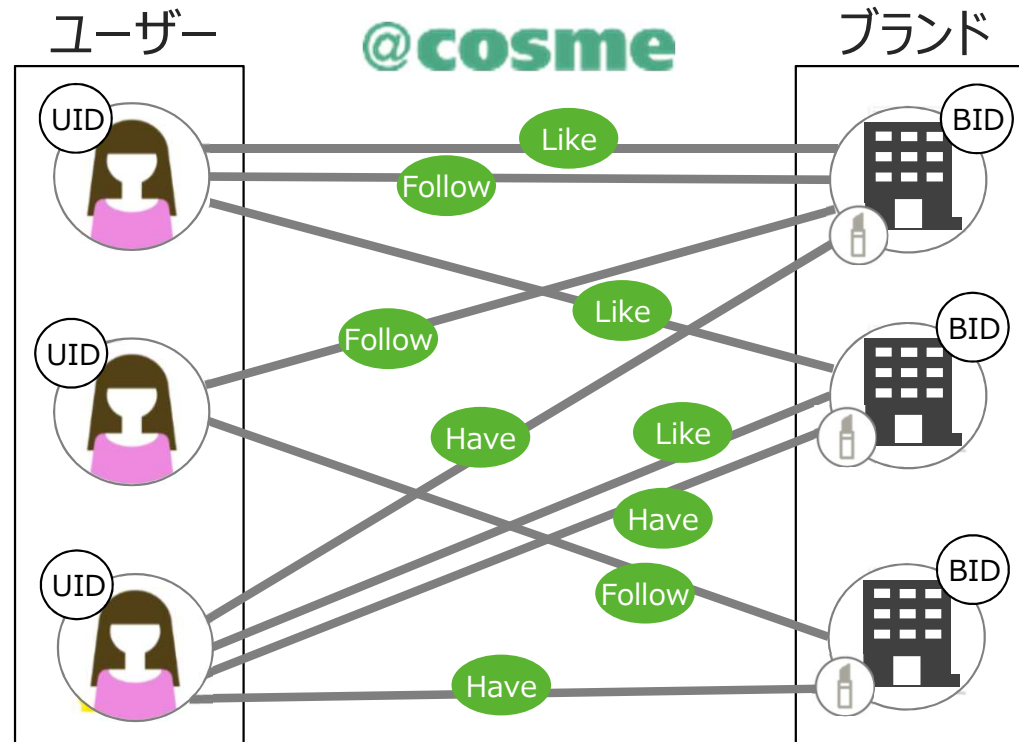 ユーザー
@cosme
ブランド
UID
BID
Like
Follow
Like
UID
BID
Follow
Have
Like
Have
UID
BID
Follow
Have